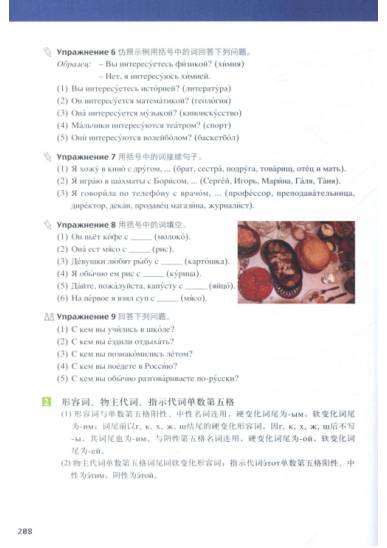 Упражнение 6 仿照示例用括号中的词回答下列问题。
Образец: – Вы интересу́етесь фи́зикой? (хи́мия)
– Нет, я интересу́юсь хи́мией.
(1) Вы интересу́етесь исто́рией? (литерату́ра)
(2) Он интересу́ется матема́тикой? (геоло́гия)
(3) Она́ интересу́ется му́зыкой? (киноиску́сство)
(4) Ма́льчики интересу́ются теа́тром? (спорт)
(5) Они́ интересу́ются волейбо́лом? (баскетбо́л)
Упражнение 7 用括号中的词接续句子。
(1) Я хожу́ в кино́ с дру́гом, ... (брат, сестра́, подру́га, това́рищ, оте́ц и мать).
(2) Я игра́ю в ша́хматы с Бори́сом, ... (Серге́й, И́горь, Мари́на, Га́ля, Та́ня).
(3) Я говори́ла по телефо́ну с врачо́м, ... (профе́ссор, преподава́тельница,
дире́ктор, дека́н, продаве́ц магази́на, журнали́ст).
Упражнение 8 用括号中的词填空。
(1) Он пьёт ко́фе с _____ (молоко́).
(2) Она́ ест мя́со с _____ (рис).
(3) Де́вушки лю́бят ры́бу с _____ (карто́шка).
(4) Я обы́чно ем рис с _____ (ку́рица).
(5) Да́йте, пожа́луйста, капу́сту с _____ (яйцо́).
(6) На пе́рвое я взял суп с _____ (мя́со).
Упражнение 9 回答下列问题。
(1) С кем вы учи́лись в шко́ле?
(2) С кем вы е́здили отдыха́ть?
(3) С кем вы познако́мились ле́том?
(4) С кем вы пое́дете в Росси́ю?
(5) С кем вы обы́чно разгова́риваете по-ру́сски?
2 形容词、物主代词、指示代词单数第五格
(1) 形容词与单数第五格阳性、中性名词连用，硬变化词尾为-ым，软变化词尾
为-им；词尾前以г, к, х, ж, ш结尾的硬变化形容词，因г, к, х, ж, ш后不写
-ы，其词尾也为-им。与阴性第五格名词连用，硬变化词尾为-ой，软变化词
尾为-ей。
(2) 物主代词单数第五格词尾同软变化形容词；指示代词э́тот单数第五格阳性、中
性为э́тим，阴性为э́той。
208